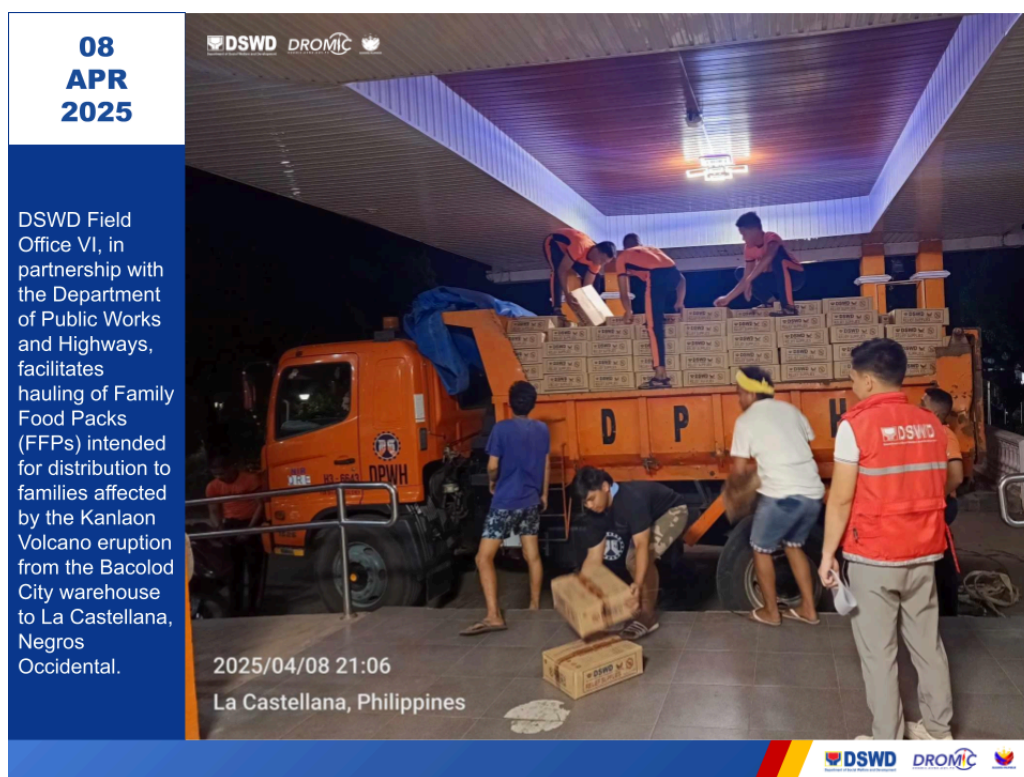 08
APR
2025
DSWD DROMIC
DSWD Field
Office VI, in
partnership with
the Department
of Public Works
and Highways,
facilitates
hauling of Family
Food Packs
(FFPs) intended
for distribution to
families affected
by the Kanlaon
Volcano eruption
from the Bacolod
City warehouse
to La Castellana,
Negros
Occidental.
D P H
DPWH
DSWD
DSWD
2025/04/08 21:06
La Castellana, Philippines
DSWD DROMIC